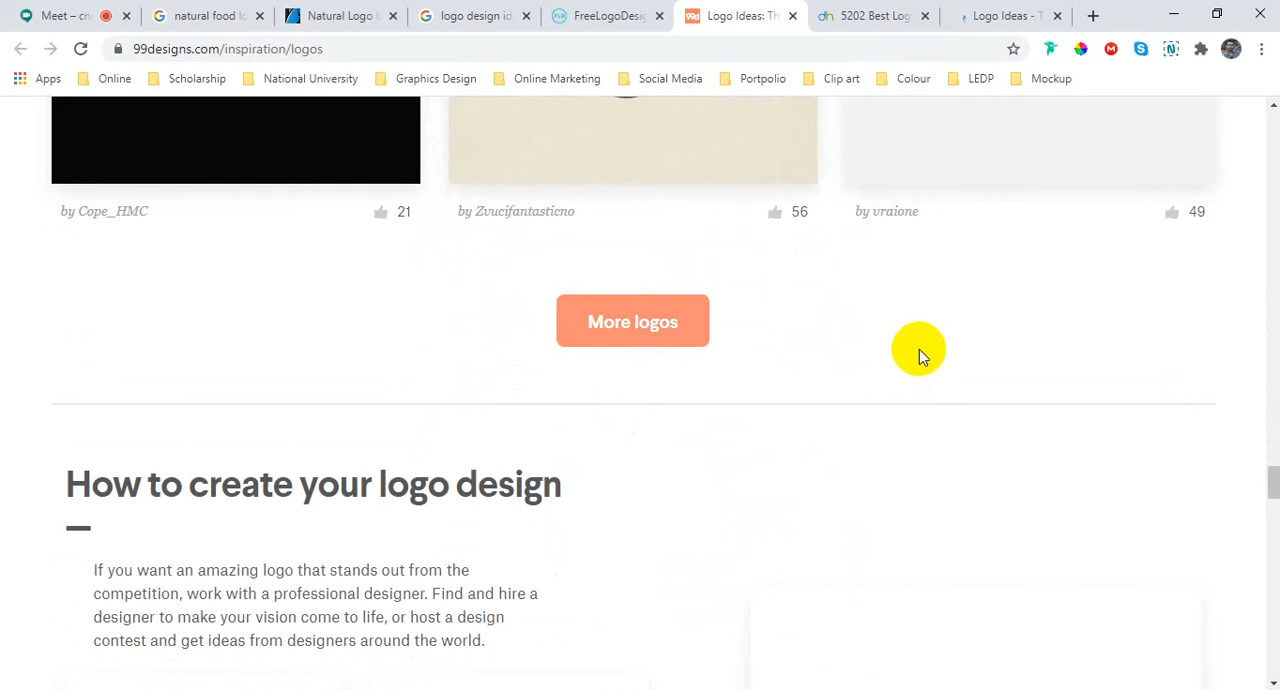 Meet – cn
natural food lo
Natural Logo b
logo design id
FreeLogoDesi
Logo Ideas: Th
5202 Best Log
Logo Ideas - T
99designs.com/inspiration/logos
Apps
Online
Scholarship
National University
Graphics Design
Online Marketing
Social Media
Portpolio
Clip art
Colour
LEDP
Mockup
by Cope_HMC
21
by Zvucifantasticno
56
by vraione
49
More logos
How to create your logo design
If you want an amazing logo that stands out from the
competition, work with a professional designer. Find and hire a
designer to make your vision come to life, or host a design
contest and get ideas from designers around the world.